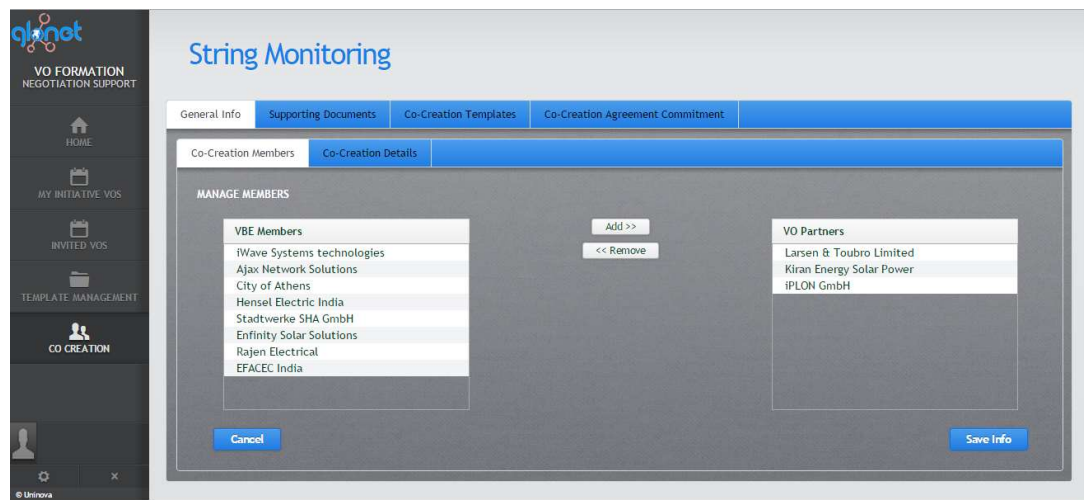 glonet
VO FORMATION
NEGOTIATION SUPPORT
HOME
MY INITIATIVE VOS
INVITED VOS
TEMPLATE MANAGEMENT
CO CREATION
© Uninova
String Monitoring
General Info Supporting Documents Co-Creation Templates Co-Creation Agreement Commitment
Co-Creation Members Co-Creation Details
MANAGE MEMBERS
VBE Members
iWave Systems technologies
Ajax Network Solutions
City of Athens
Hensel Electric India
Stadtwerke SHA GmbH
Enfinity Solar Solutions
Rajen Electrical
EFACEC India
Add >>
<< Remove
VO Partners
Larsen & Toubro Limited
Kiran Energy Solar Power
iPLON GmbH
Cancel
Save Info